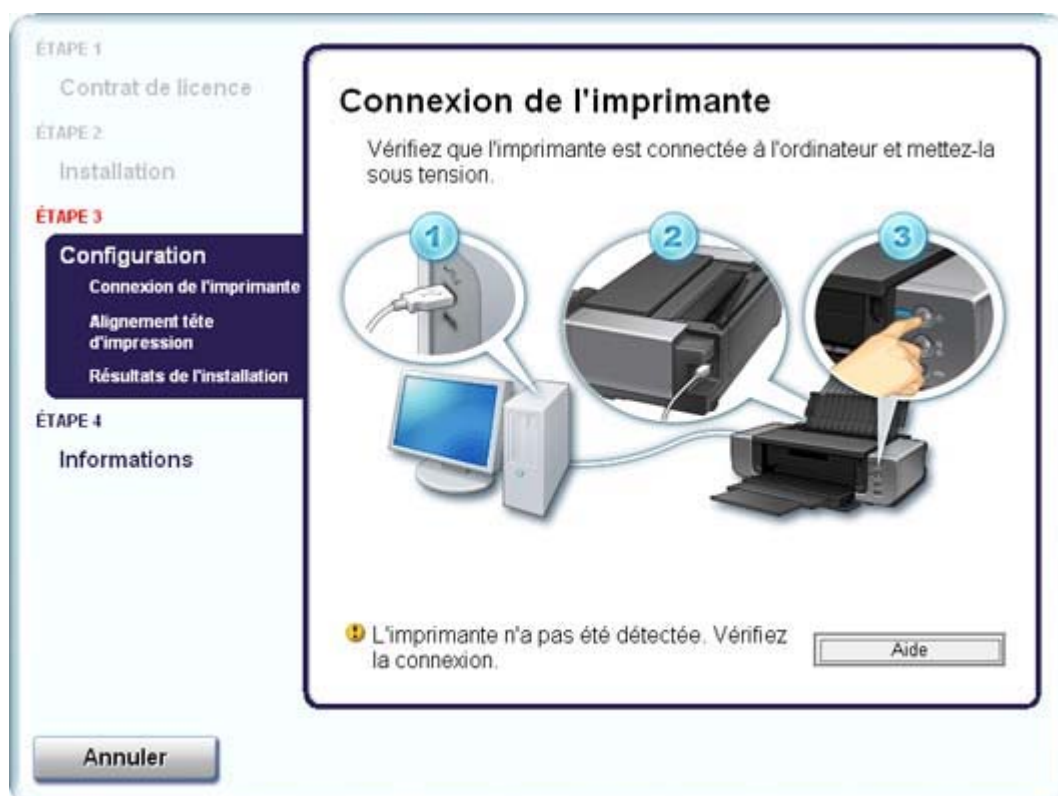 ÉTAPE 1
Contrat de licence
ÉTAPE 2
Installation
ÉTAPE 3
Configuration
Connexion de l'imprimante
Alignement tête
d'impression
Résultats de l'installation
ÉTAPE 4
Informations
Connexion de l'imprimante
Vérifiez que l'imprimante est connectée à l'ordinateur et mettez-la
sous tension.
1
2
3
L'imprimante n'a pas été détectée. Vérifiez
la connexion.
Aide
Annuler